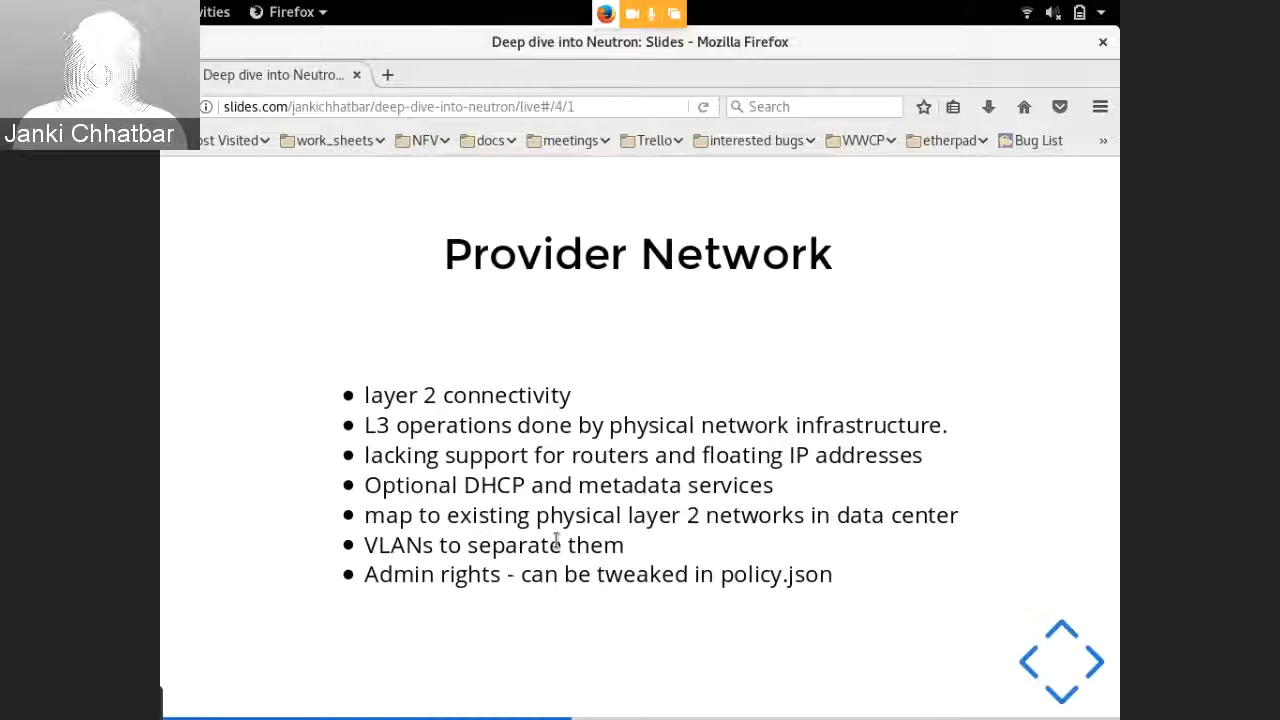 vities
Firefox
Deep dive into Neutron: Slides - Mozilla Firefox
Deep dive into Neutro...
slides.com/jankichhatbar/deep-dive-into-neutron/live#/4/1
Search
Janki Chhatbar
ost Visited
work_sheets
NFV
docs
meetings
Trello
interested bugs
WWCP
etherpad
Bug List
»
Provider Network
• layer 2 connectivity
• L3 operations done by physical network infrastructure.
• lacking support for routers and floating IP addresses
• Optional DHCP and metadata services
• map to existing physical layer 2 networks in data center
• VLANs to separate them
• Admin rights - can be tweaked in policy.json